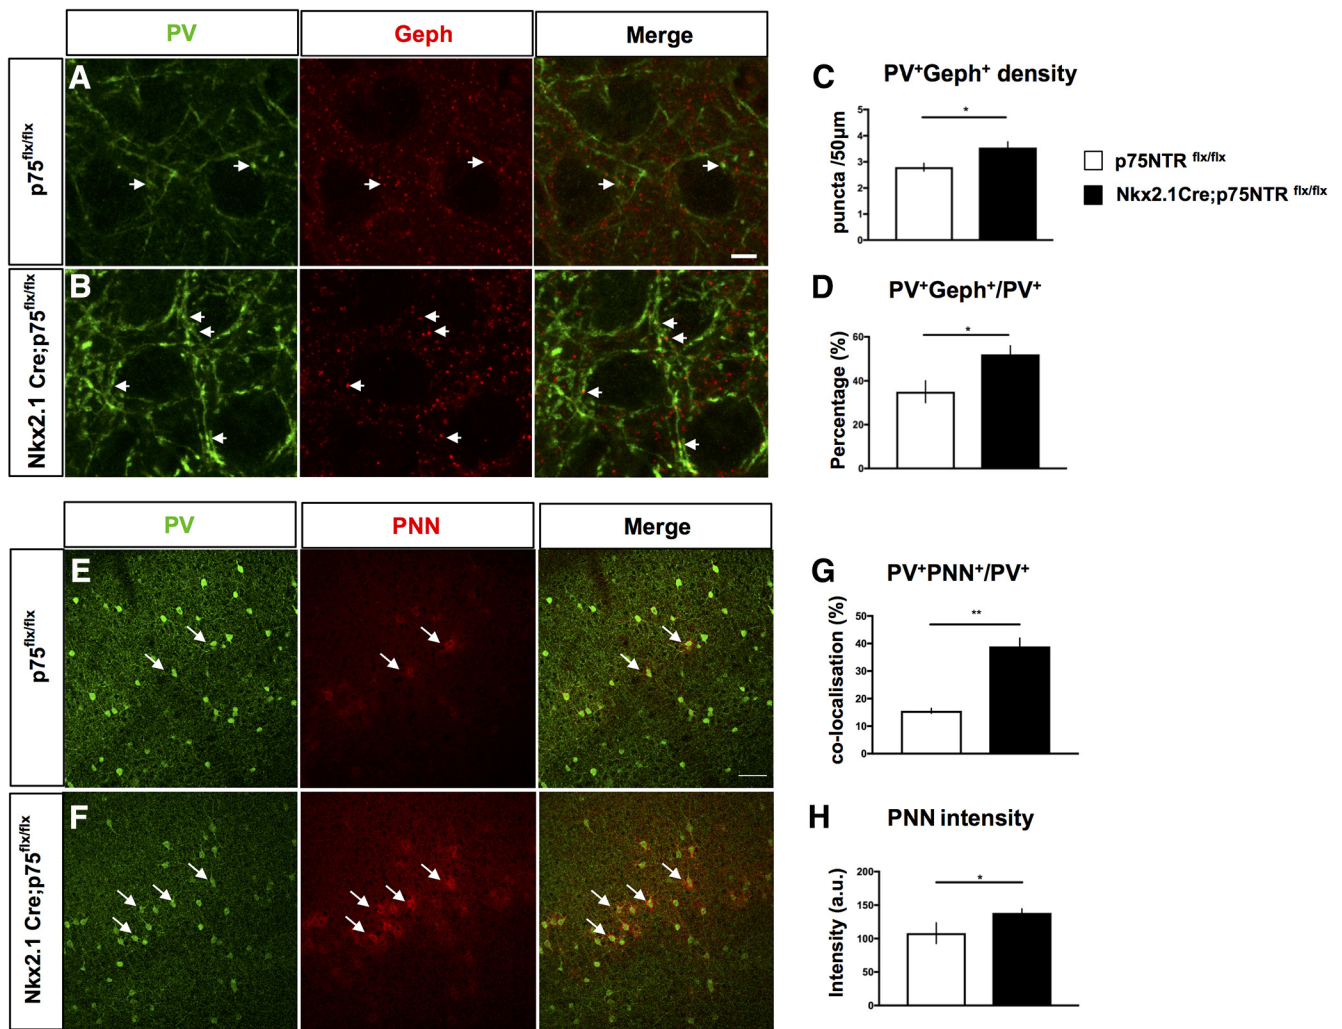 PV
Geph
Merge
p75flx/flx
A
Nkx2.1 Cre;p75flx/flx
B
C
PV+Geph+ density
puncta /50µm
5
4
3
2
1
0
*
p75NTR flx/flx
Nkx2.1Cre;p75NTR flx/flx
D
PV+Geph+/PV+
Percentage (%)
60
40
20
0
*
PV
PNN
Merge
p75flx/flx
E
Nkx2.1 Cre;p75flx/flx
F
G
PV+PNN+/PV+
co-localisation (%)
50
40
30
20
10
0
**
H
PNN intensity
Intensity (a.u.)
200
150
100
50
0
*